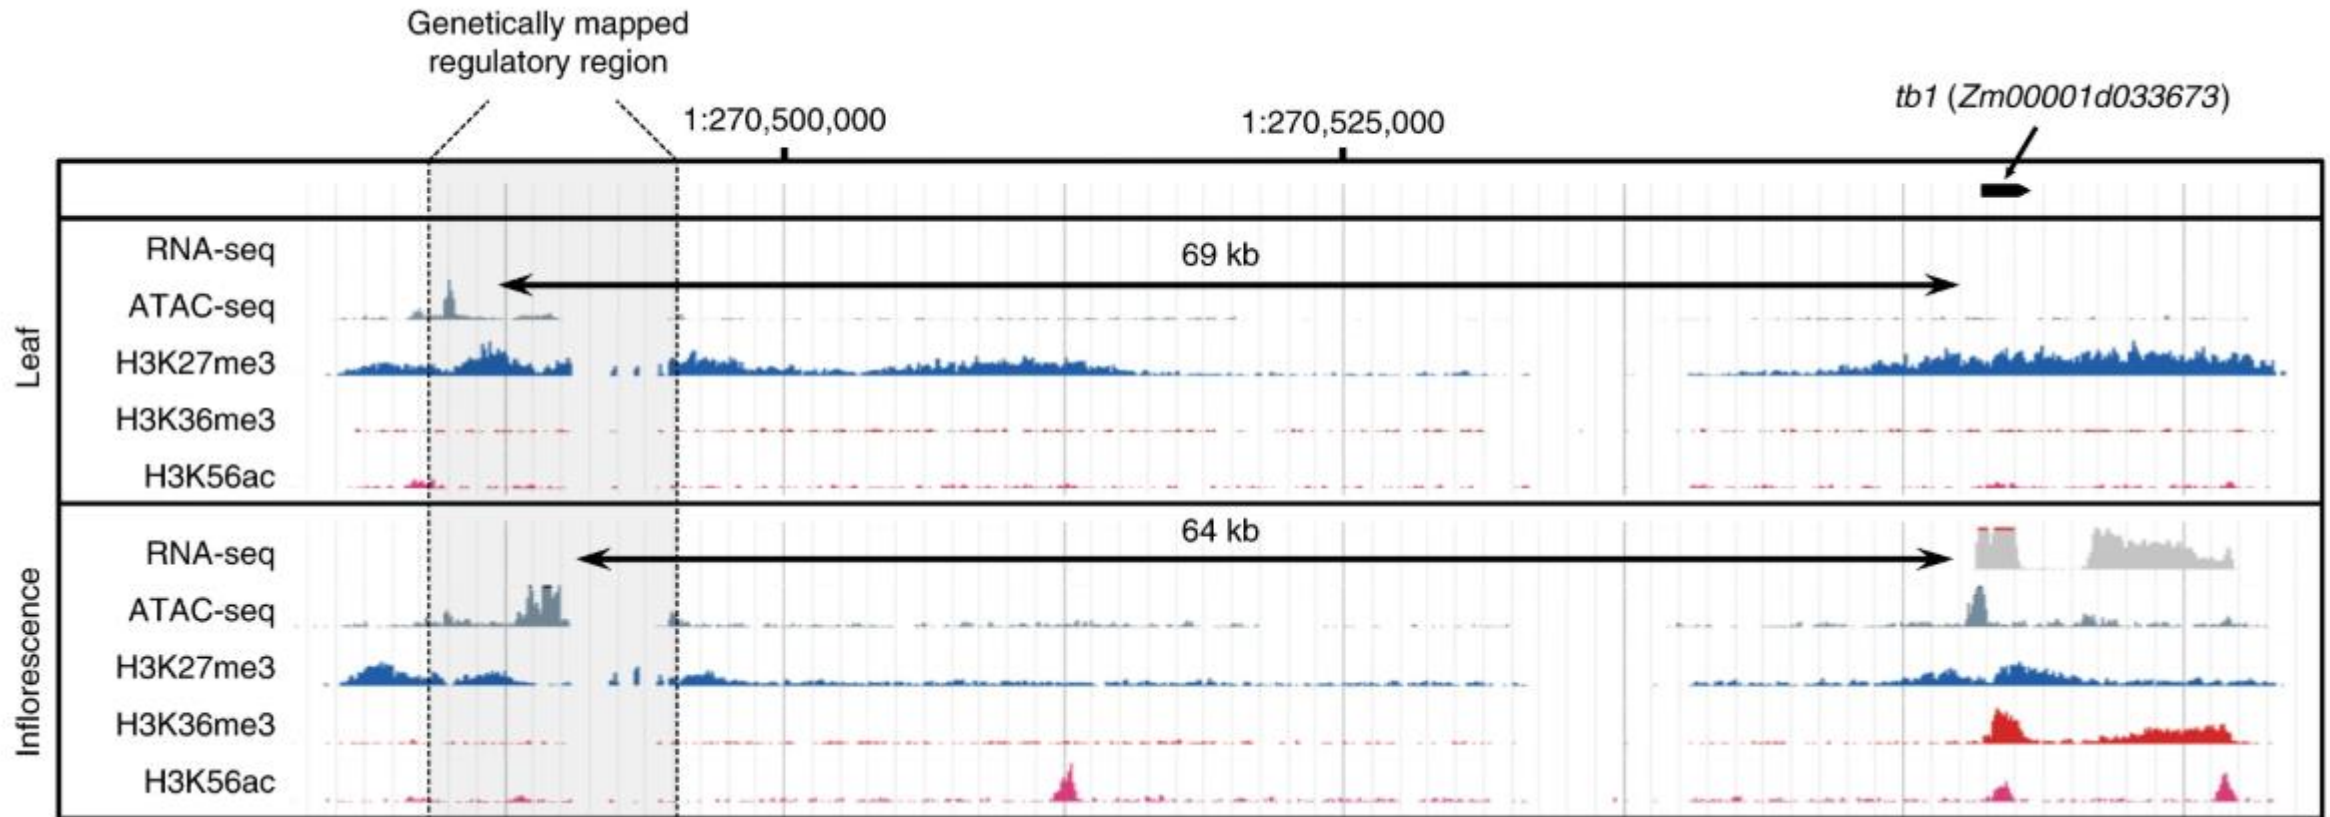 Genetically mapped
regulatory region
tb1 (Zm00001d033673)
1:270,500,000
1:270,525,000
Leaf
RNA-seq
69 kb
ATAC-seq
H3K27me3
H3K36me3
H3K56ac
Inflorescence
RNA-seq
64 kb
ATAC-seq
H3K27me3
H3K36me3
H3K56ac